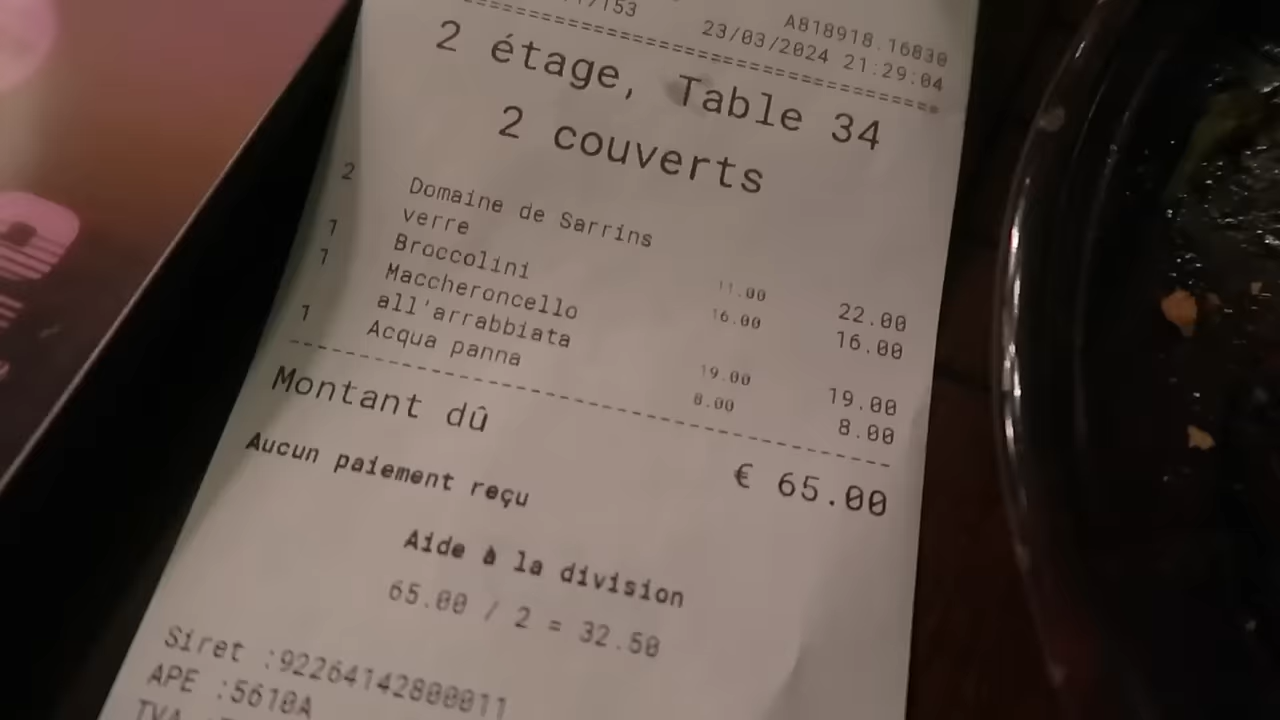 /153
A818918.16830
23/03/2024 21:29:04
================================
2 étage, Table 34
2 couverts
2 Domaine de Sarrins
verre 11.00 22.00
1 Broccolini 16.00 16.00
1 Maccheroncello
all'arrabbiata 19.00 19.00
1 Acqua panna 8.00 8.00
Montant dû € 65.00
Aucun paiement reçu
Aide à la division
65.00 / 2 = 32.50
Siret :92264142800011
APE :5610A
TVA